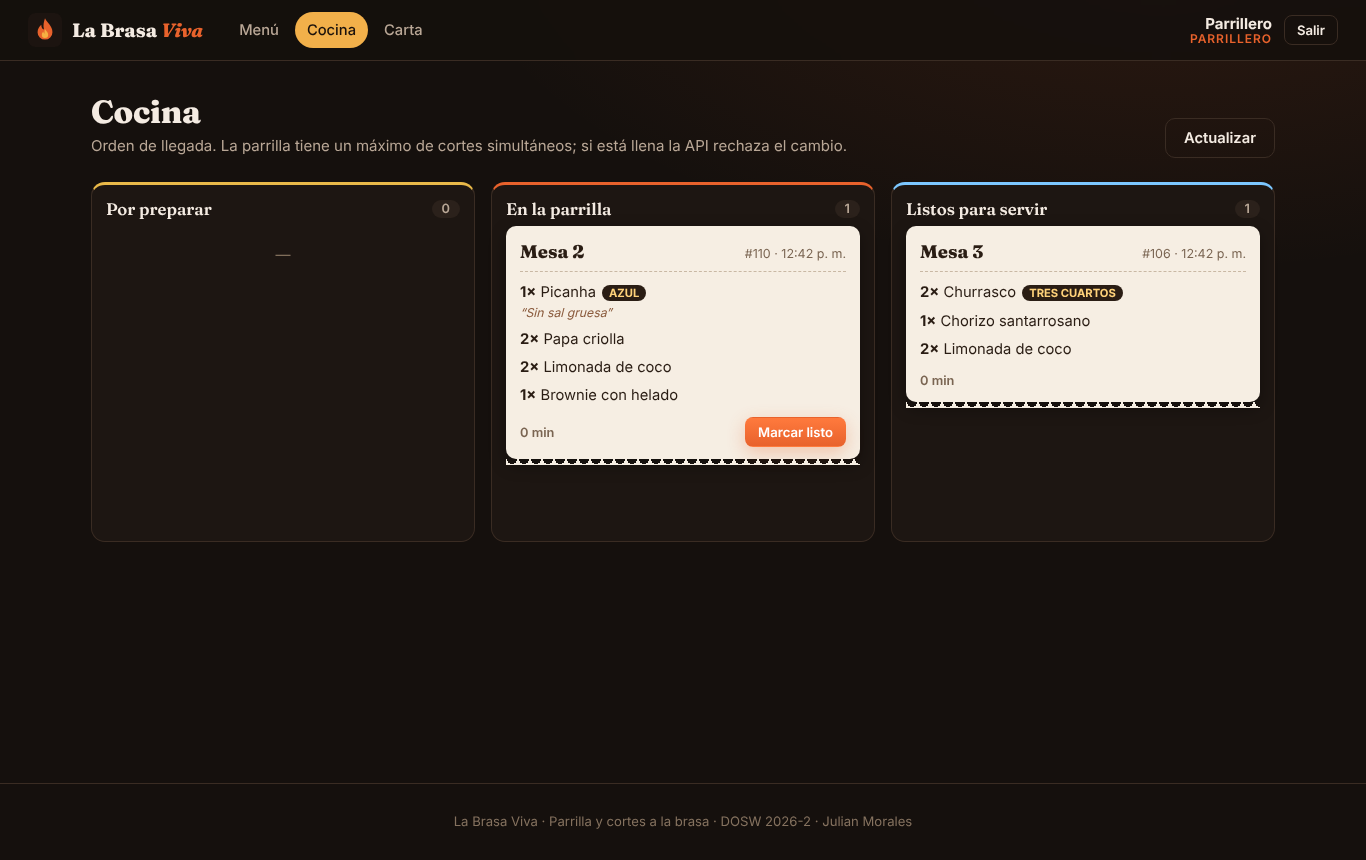 La Brasa Viva
Menú
Cocina
Carta
Parrillero
PARRILLERO
Salir
Cocina
Orden de llegada. La parrilla tiene un máximo de cortes simultáneos; si está llena la API rechaza el cambio.
Actualizar
Por preparar 0
—
En la parrilla 1
Mesa 2 #110 · 12:42 p. m.
1× Picanha AZUL
“Sin sal gruesa”
2× Papa criolla
2× Limonada de coco
1× Brownie con helado
0 min Marcar listo
Listos para servir 1
Mesa 3 #106 · 12:42 p. m.
2× Churrasco TRES CUARTOS
1× Chorizo santarrosano
2× Limonada de coco
0 min
La Brasa Viva · Parrilla y cortes a la brasa · DOSW 2026-2 · Julian Morales